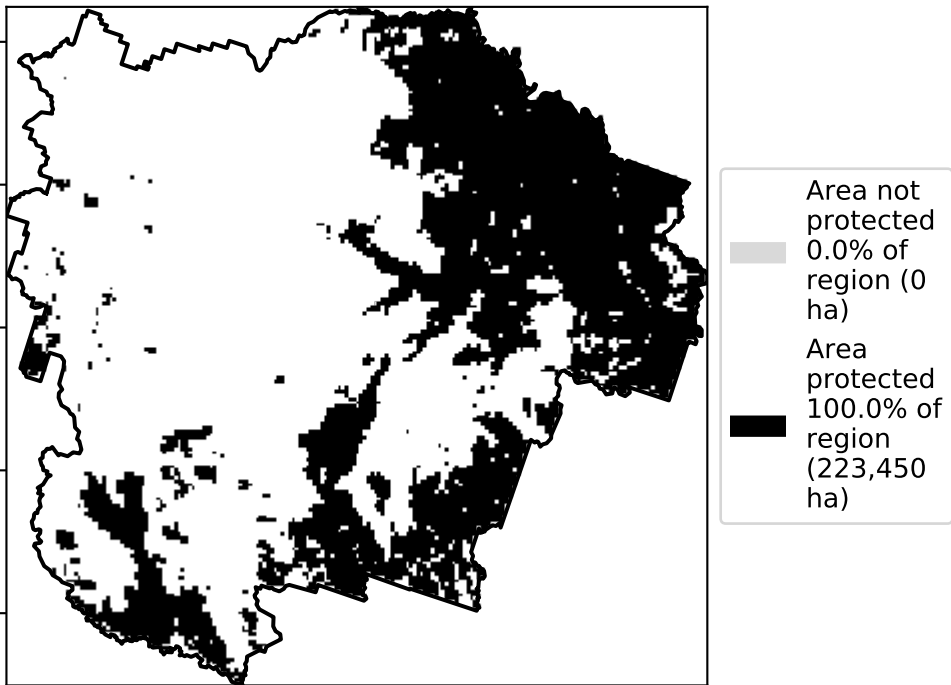 Area not
protected
0.0% of
region (0
ha)
Area
protected
100.0% of
region
(223,450
ha)